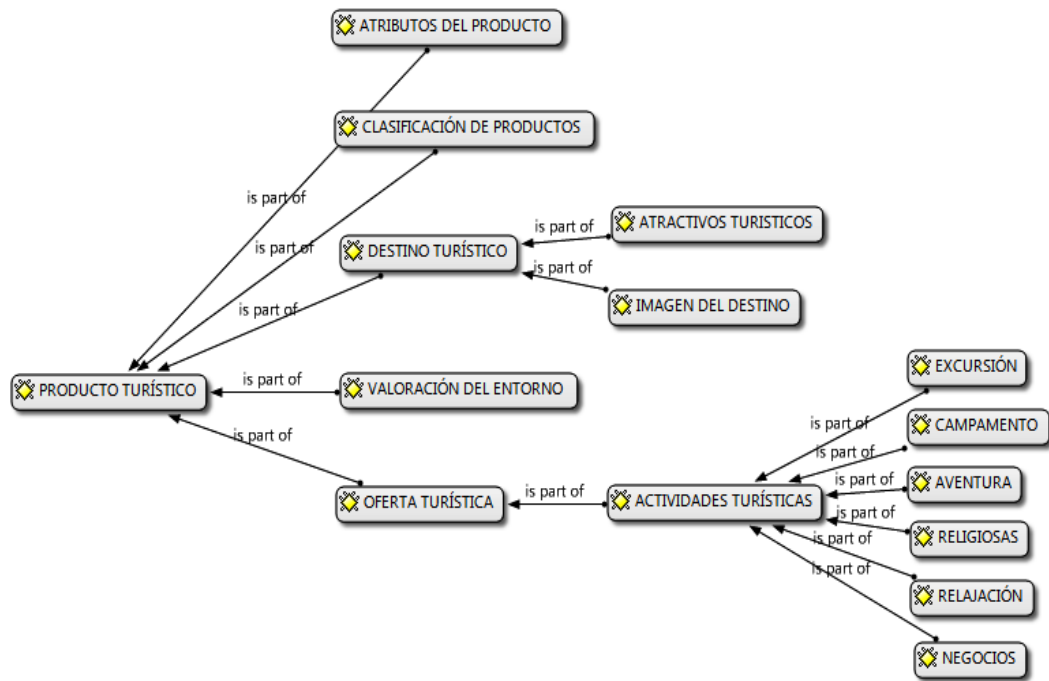 ATRIBUTOS DEL PRODUCTO
CLASIFICACIÓN DE PRODUCTOS
is part of
is part of
ATRACTIVOS TURISTICOS
is part of
DESTINO TURÍSTICO
is part of
is part of
IMAGEN DEL DESTINO
PRODUCTO TURÍSTICO
is part of
VALORACIÓN DEL ENTORNO
is part of
OFERTA TURÍSTICA
is part of
ACTIVIDADES TURÍSTICAS
EXCURSIÓN
is part of
CAMPAMENTO
is part of
is part of
AVENTURA
is part of
RELIGIOSAS
is part of
is part of
RELAJACIÓN
NEGOCIOS